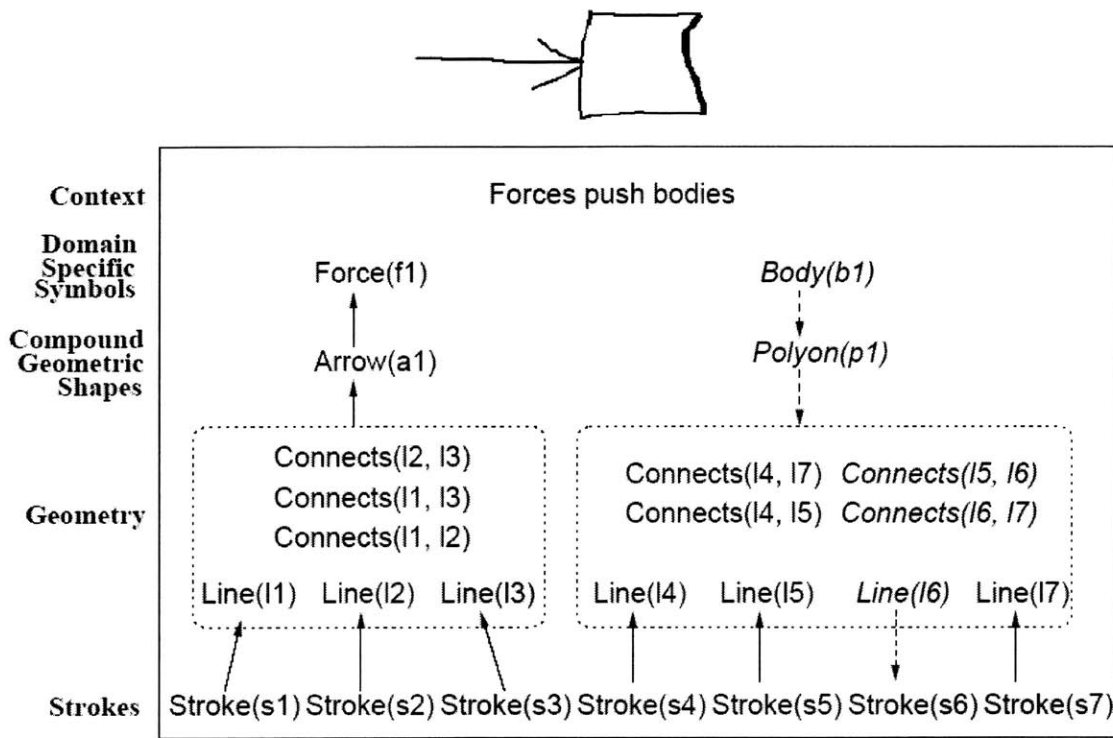 Context Forces push bodies
Domain
Specific
Symbols
Force(f1) Body(b1)
Compound
Geometric
Shapes
Arrow(a1) Polyon(p1)
Connects(l2, l3)
Connects(l4, l7) Connects(l5, l6)
Connects(l1, l3)
Geometry
Connects(l4, l5) Connects(l6, l7)
Connects(l1, l2)
Line(l1) Line(l2) Line(l3) Line(l4) Line(l5) Line(l6) Line(l7)
Strokes Stroke(s1) Stroke(s2) Stroke(s3) Stroke(s4) Stroke(s5) Stroke(s6) Stroke(s7)